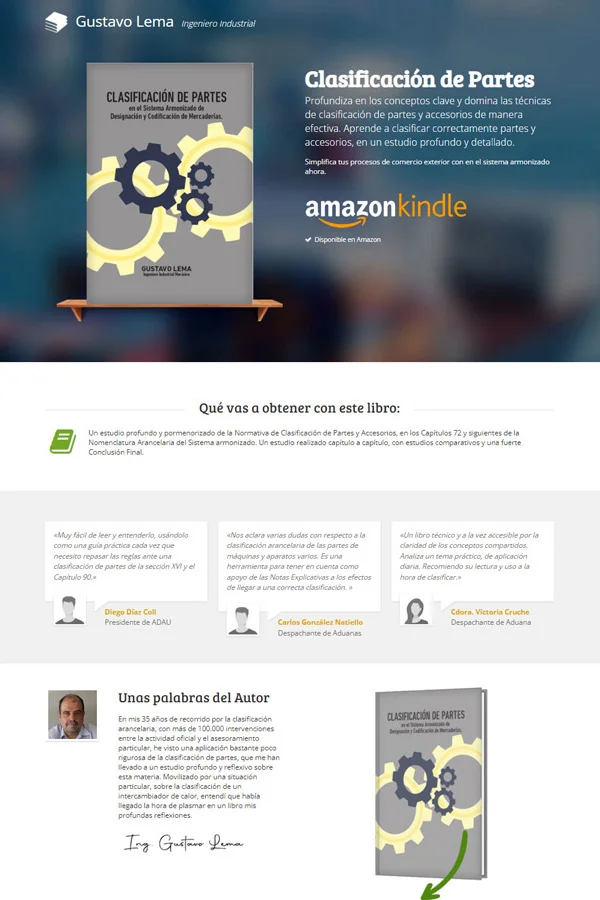 Gustavo Lema Ingeniero Industrial
CLASIFICACIÓN DE PARTES
en el Sistema Armonizado de
Designación y Codificación de Mercaderías.
GUSTAVO LEMA
Clasificación de Partes
Profundiza en los conceptos clave y domina las técnicas
de clasificación de partes y accesorios de manera
efectiva. Aprende a clasificar correctamente partes y
accesorios, en un estudio profundo y detallado.
Simplifica tus procesos de comercio exterior con en el sistema armonizado
ahora.
amazonkindle
Disponible en Amazon
Qué vas a obtener con este libro:
Un estudio profundo y pormenorizado de la Normativa de Clasificación de Partes y Accesorios, en los Capítulos 72 y siguientes de la
Nomenclatura Arancelaria del Sistema armonizado. Un estudio realizado capítulo a capítulo, con estudios comparativos y una fuerte
Conclusión Final.
«Muy fácil de leer y entenderlo, usándolo
como una guía práctica cada vez que
necesito repasar las reglas ante una
clasificación de partes de la sección XVI y el
Capítulo 90.»
Diego Díaz Coll
Presidente de ADAU
«Nos aclara varias dudas con respecto a la
clasificación arancelaria de las partes de
máquinas y aparatos varios. Es una
herramienta para tener en cuenta como
apoyo de las Notas Explicativas a los efectos
de llegar a una correcta clasificación. »
Carlos González Natiello
Despachante de Aduanas
«Un libro técnico y a la vez accesible por la
claridad de los conceptos compartidos.
Analiza un tema práctico, de aplicación
diaria. Recomiendo su lectura y uso a la
hora de clasificar.»
Cdora. Victoria Cruche
Despachante de Aduana
Unas palabras del Autor
En mis 35 años de recorrido por la clasificación
arancelaria, con más de 100.000 intervenciones
entre la actividad oficial y el asesoramiento
particular, he visto una aplicación bastante poco
rigurosa de la clasificación de partes, que me han
llevado a un estudio profundo y reflexivo sobre
esta materia. Movilizado por una situación
particular, sobre la clasificación de un
intercambiador de calor, entendí que había
llegado la hora de plasmar en un libro mis
profundas reflexiones.
Ing. Gustavo Lema
CLASIFICACIÓN DE PARTES
en el Sistema Armonizado de
Designación y Codificación de Mercaderías.